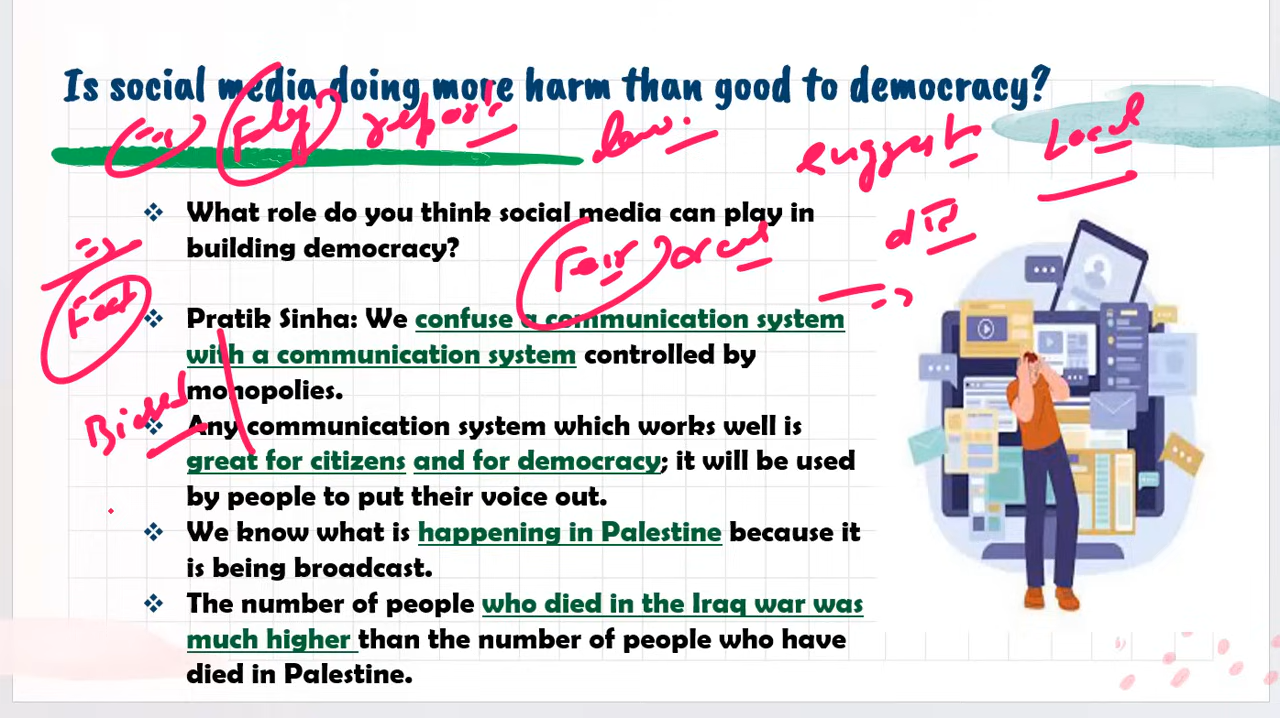 Is social media doing more harm than good to democracy?
report
law.
suggest
Local
What role do you think social media can play in
building democracy?
Fair
Fact
Pratik Sinha: We confuse a communication system
with a communication system controlled by
monopolies.
Biased
Any communication system which works well is
great for citizens and for democracy; it will be used
by people to put their voice out.
We know what is happening in Palestine because it
is being broadcast.
The number of people who died in the Iraq war was
much higher than the number of people who have
died in Palestine.